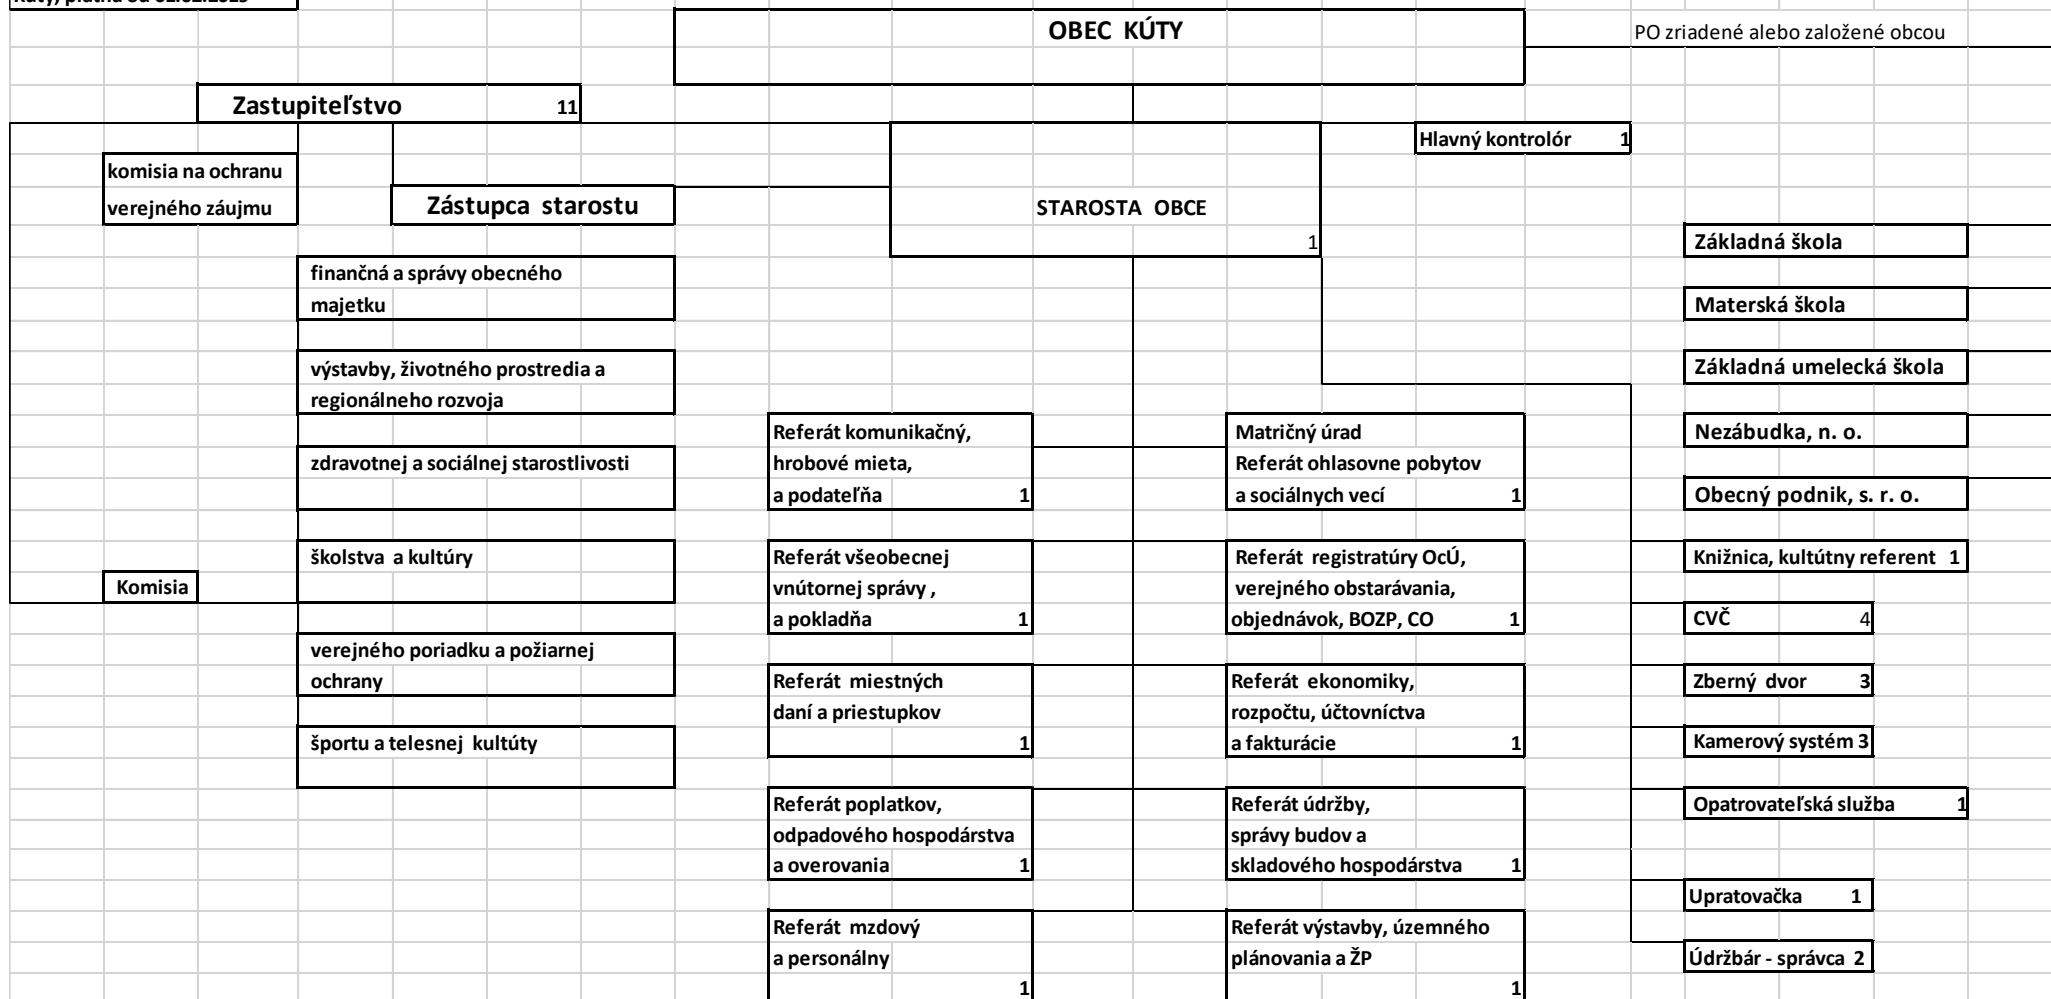 OBEC KÚTY
PO zriadené alebo založené obcou
Zastupiteľstvo 11
Hlavný kontrolór 1
komisia na ochranu
verejného záujmu
Zástupca starostu
STAROSTA OBCE
1
Základná škola
finančná a správy obecného
majetku
Materská škola
výstavby, životného prostredia a
regionálneho rozvoja
Základná umelecká škola
Referát komunikačný,
hrobové mieta,
a podateľňa 1
Matričný úrad
Referát ohlasovne pobytov
a sociálnych vecí 1
Nezábudka, n. o.
zdravotnej a sociálnej starostlivosti
Obecný podnik, s. r. o.
školstva a kultúry
Komisia
Referát všeobecnej
vnútornej správy ,
a pokladňa 1
Referát registratúry OcÚ,
verejného obstarávania,
objednávok, BOZP, CO 1
Knižnica, kultútny referent 1
CVČ 4
verejného poriadku a požiarnej
ochrany
Referát miestných
daní a priestupkov
1
Referát ekonomiky,
rozpočtu, účtovníctva
a fakturácie 1
Zberný dvor 3
Kamerový systém 3
športu a telesnej kultúty
Referát poplatkov,
odpadového hospodárstva
a overovania 1
Referát údržby,
správy budov a
skladového hospodárstva 1
Opatrovateľská služba 1
Upratovačka 1
Referát mzdový
a personálny
1
Referát výstavby, územného
plánovania a ŽP
1
Údržbár - správca 2